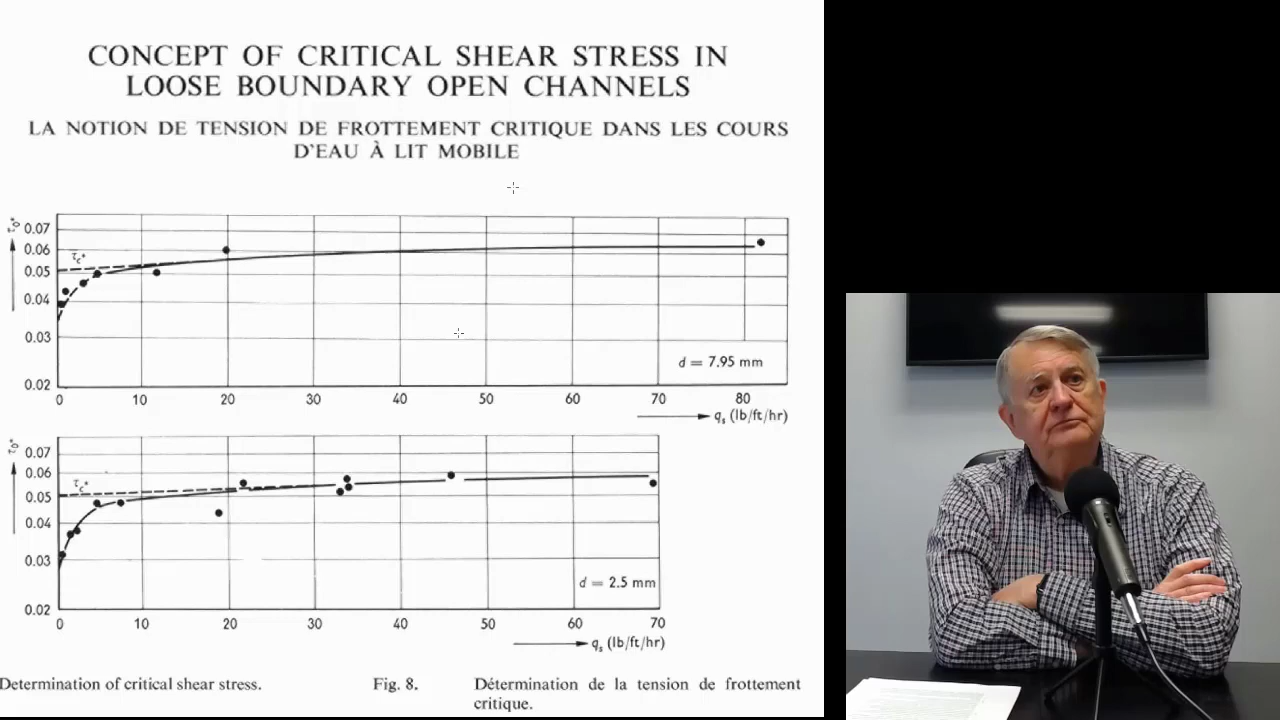 CONCEPT OF CRITICAL SHEAR STRESS IN
LOOSE BOUNDARY OPEN CHANNELS
LA NOTION DE TENSION DE FROTTEMENT CRITIQUE DANS LES COURS
D'EAU À LIT MOBILE
τ₀*
0.07
0.06
0.05
0.04
0.03
0.02
τc*
d = 7.95 mm
0 10 20 30 40 50 60 70 80
qs (lb/ft/hr)
τ₀*
0.07
0.06
0.05
0.04
0.03
0.02
τc*
d = 2.5 mm
0 10 20 30 40 50 60 70
qs (lb/ft/hr)
Determination of critical shear stress. Fig. 8. Détermination de la tension de frottement
critique.